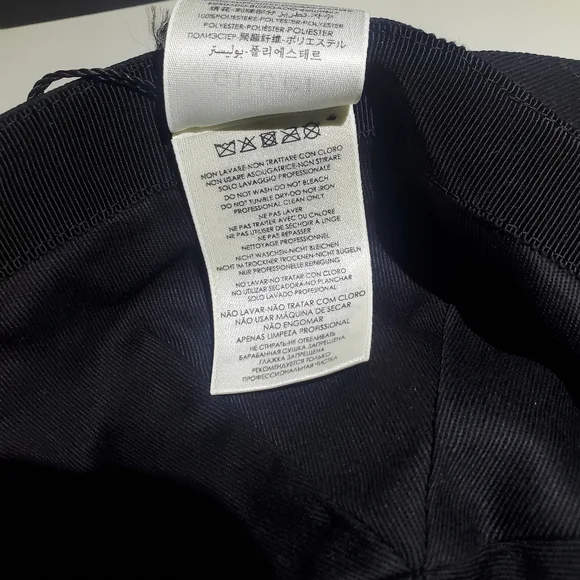 100%POLIESTERE-POLYESTER
POLYESTER-POLYESTER-POLIESTER
ПОЛИЭСТЕР-聚酯纤维-ポリエステル
بوليستر-폴리에스테르
NON LAVARE-NON TRATTARE CON CLORO
NON USARE ASCIUGATRICE-NON STIRARE
SOLO LAVAGGIO PROFESSIONALE
DO NOT WASH-DO NOT BLEACH
DO NOT TUMBLE DRY-DO NOT IRON
PROFESSIONAL CLEAN ONLY
NE PAS LAVER
NE PAS TRAITER AVEC DU CHLORE
NE PAS UTILISER DE SÉCHOIR À LINGE
NE PAS REPASSER
NETTOYAGE PROFESSIONNEL
NICHT WASCHEN-NICHT BLEICHEN
NICHT IM TROCKNER TROCKNEN-NICHT BÜGELN
NUR PROFESSIONELLE REINIGUNG
NO LAVAR-NO TRATAR CON CLORO
NO UTILIZAR SECADORA-NO PLANCHAR
SOLO LAVADO PROFESIONAL
NÃO LAVAR-NÃO TRATAR COM CLORO
NÃO USAR MÁQUINA DE SECAR
NÃO ENGOMAR
APENAS LIMPEZA PROFISSIONAL
НЕ СТИРАТЬ-НЕ ОТБЕЛИВАТЬ
БАРАБАННАЯ СУШКА ЗАПРЕЩЕНА
ГЛАЖКА ЗАПРЕЩЕНА
РЕКОМЕНДУЕТСЯ ТОЛЬКО
ПРОФЕССИОНАЛЬНАЯ ЧИСТКА